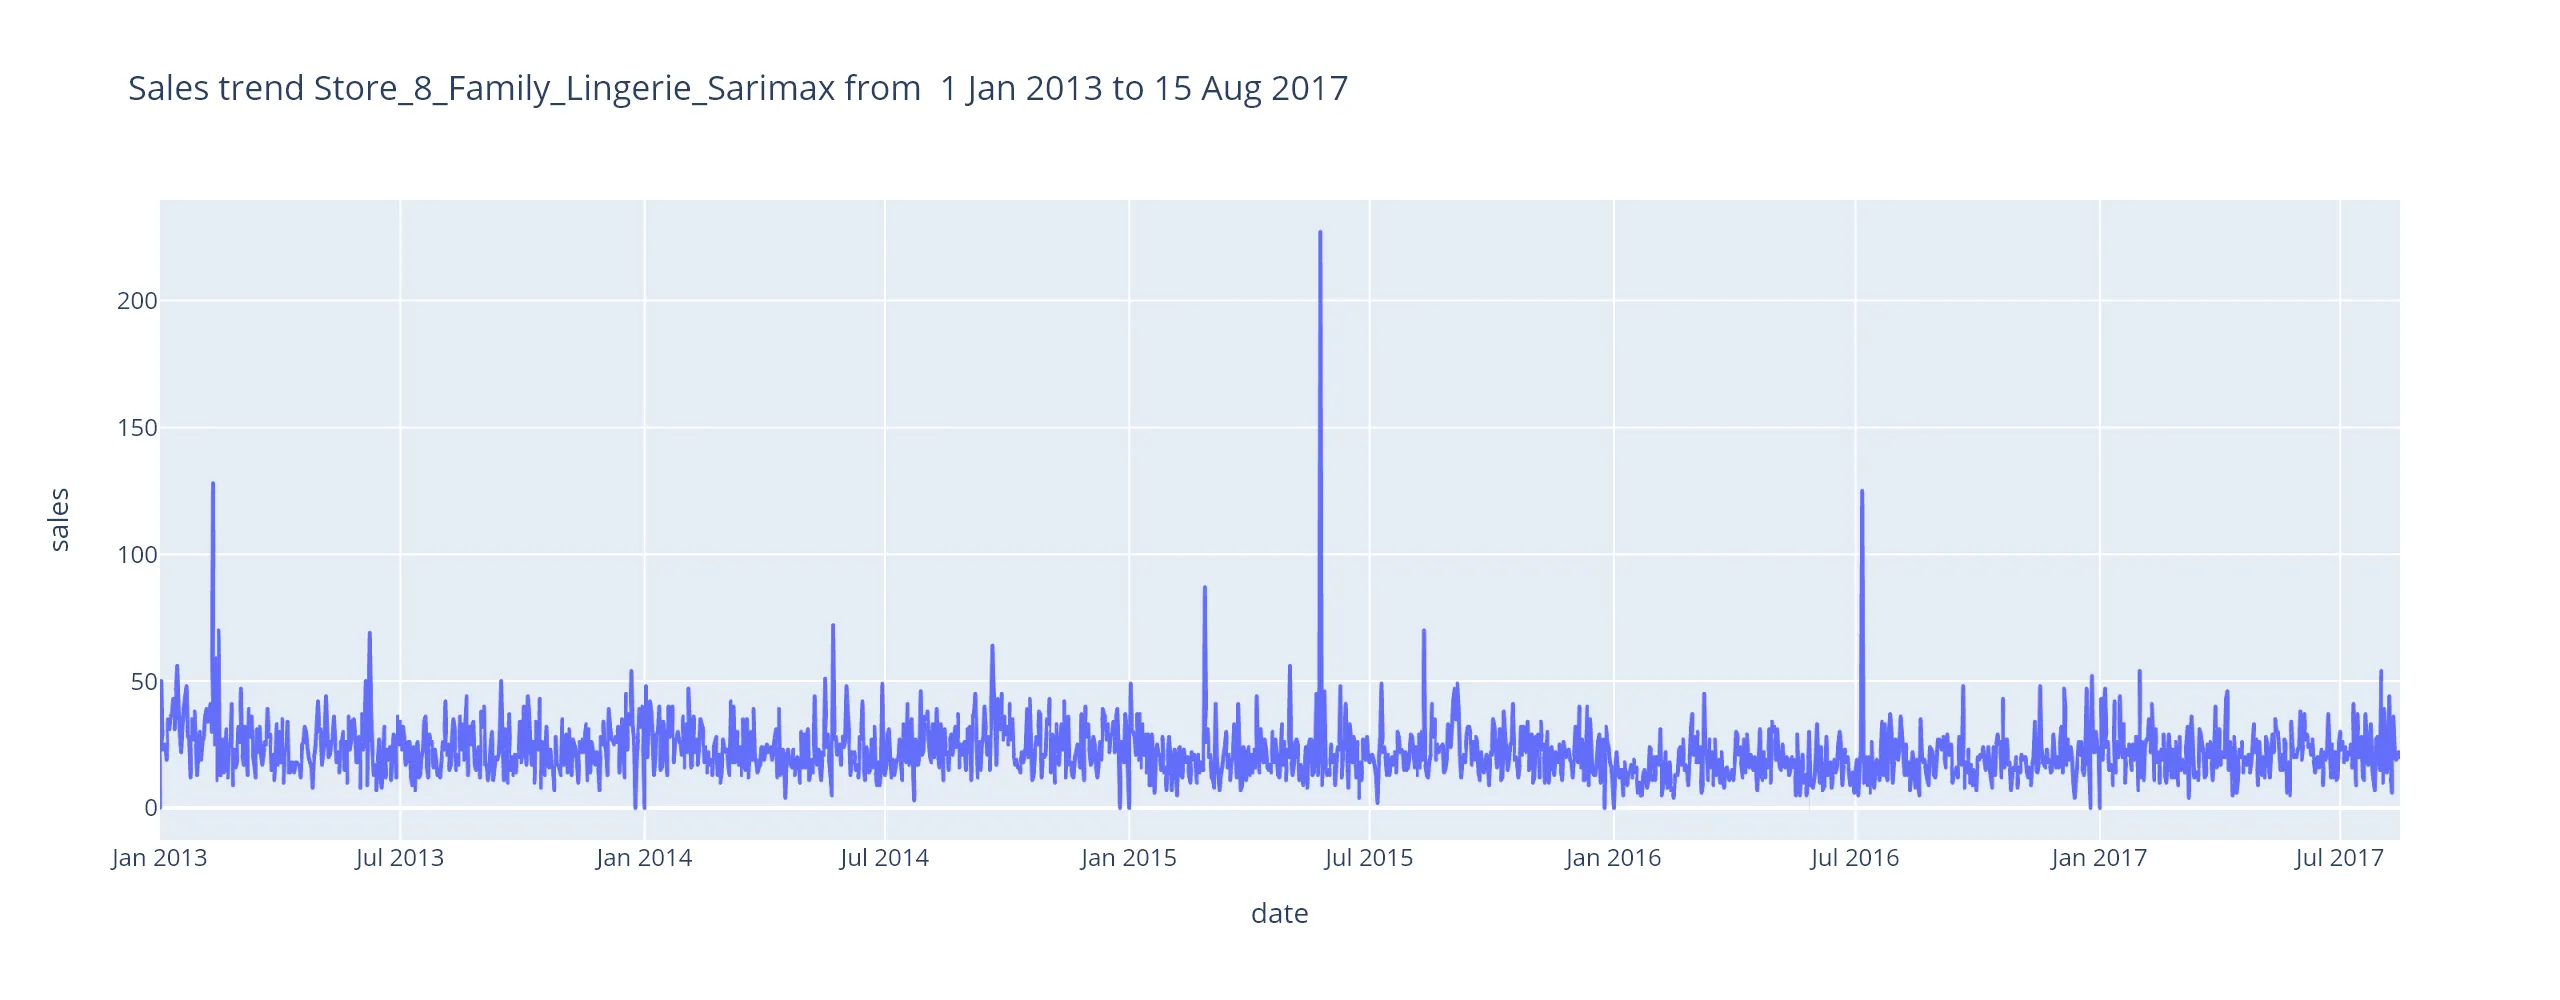 Sales trend Store_8_Family_Lingerie_Sarimax from  1 Jan 2013 to 15 Aug 2017
200
150
100
50
0
sales
Jan 2013 Jul 2013 Jan 2014 Jul 2014 Jan 2015 Jul 2015 Jan 2016 Jul 2016 Jan 2017 Jul 2017
date